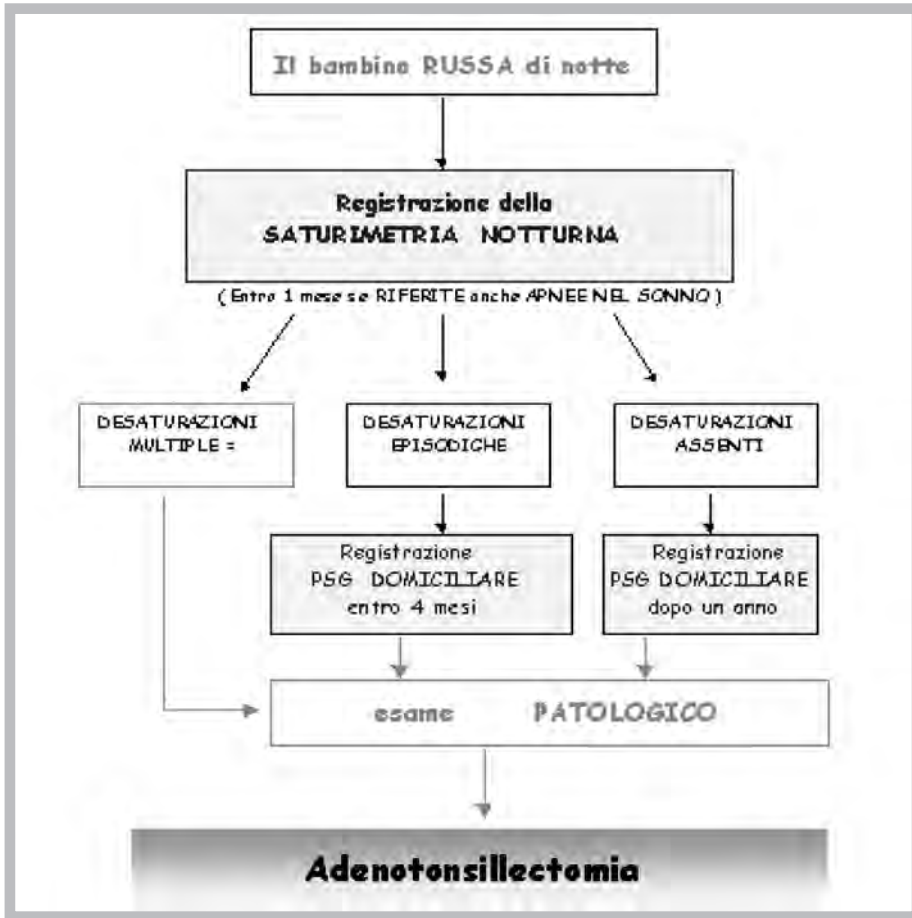 Il bambino RUSSA di notte
Registrazione della
SATURIMETRIA NOTTURNA
( Entro 1 mese se RIFERITE anche APNEE NEL SONNO )
DESATURAZIONI
MULTIPLE =
DESATURAZIONI
EPISODICHE
DESATURAZIONI
ASSENTI
Registrazione
PSG DOMICILIARE
entro 4 mesi
Registrazione
PSG DOMICILIARE
dopo un anno
esame PATOLOGICO
Adenotonsillectomia